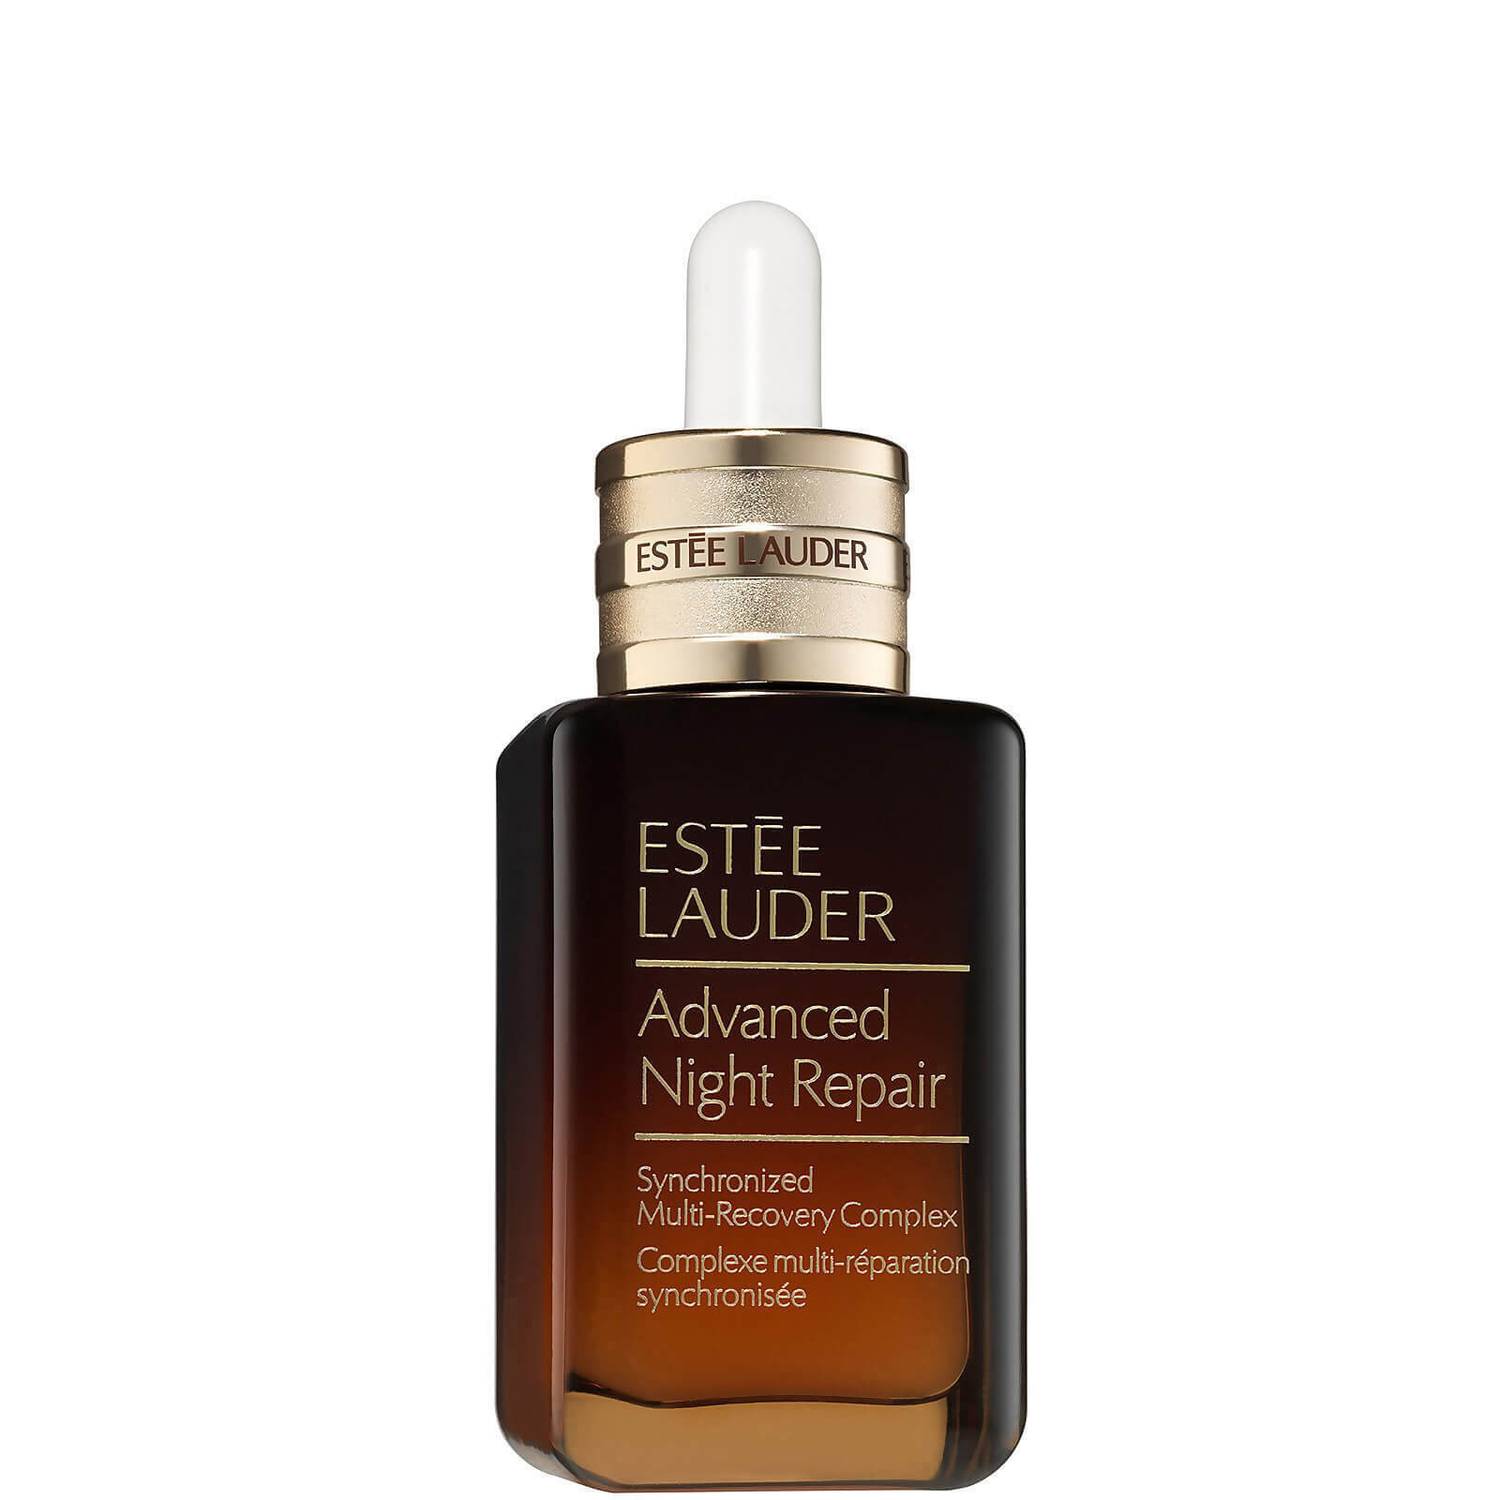 ESTĒE LAUDER
ESTĒE
LAUDER
Advanced
Night Repair
Synchronized
Multi-Recovery Complex
Complexe multi-réparation
synchronisée